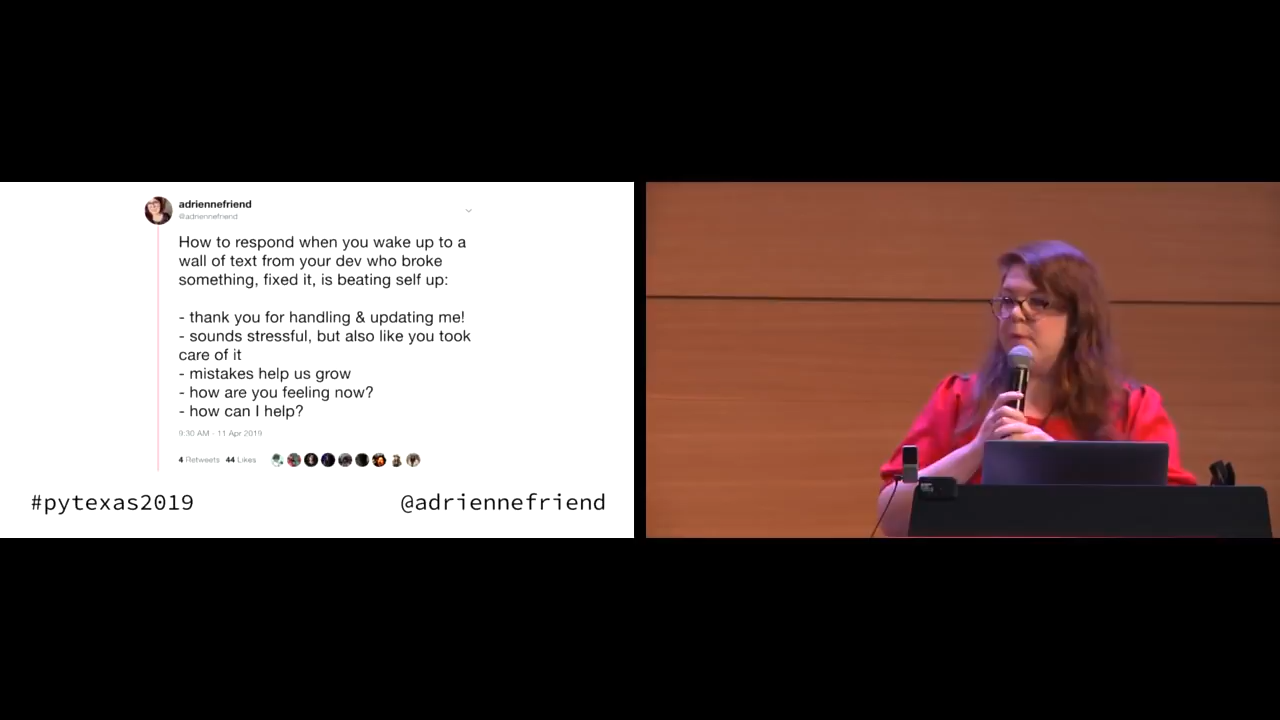 adriennefriend
@adriennefriend
How to respond when you wake up to a
wall of text from your dev who broke
something, fixed it, is beating self up:
- thank you for handling & updating me!
- sounds stressful, but also like you took
care of it
- mistakes help us grow
- how are you feeling now?
- how can I help?
9:30 AM · 11 Apr 2019
4 Retweets 44 Likes
#pytexas2019
@adriennefriend